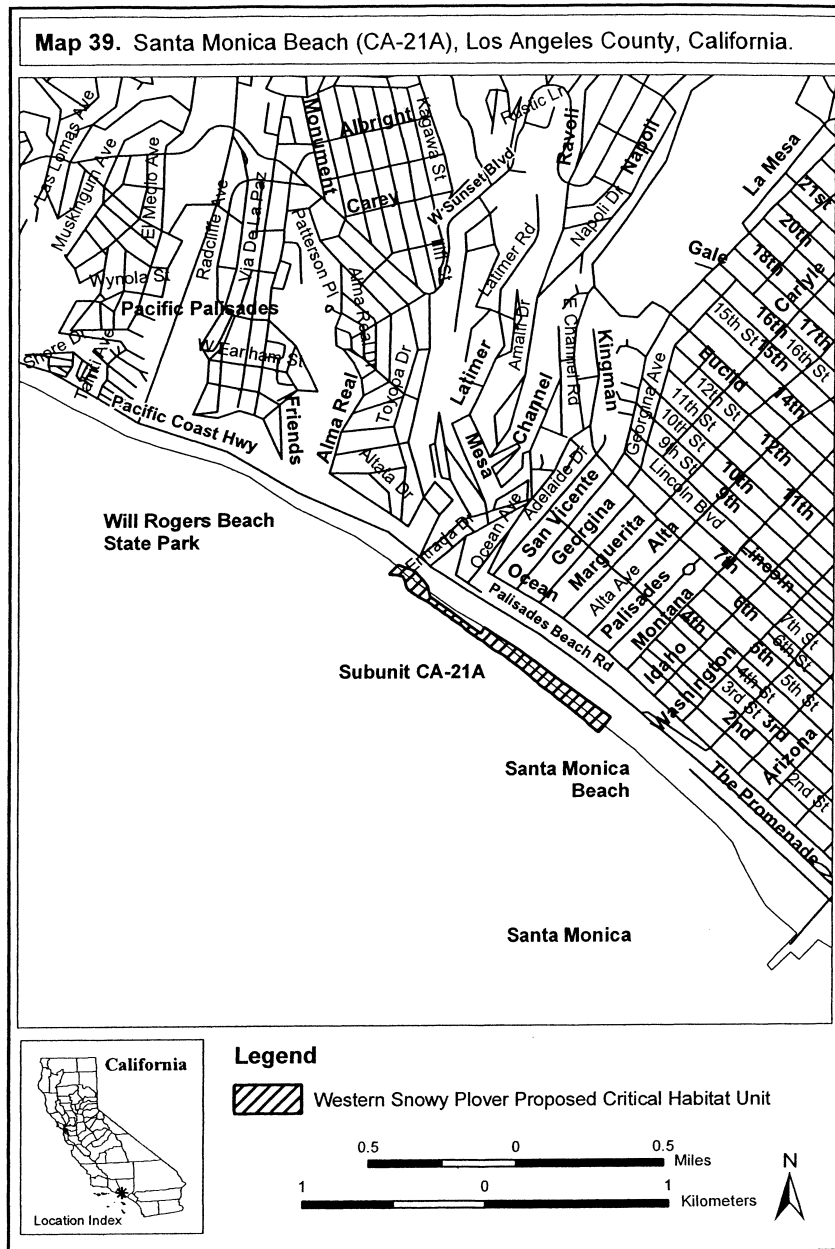 Map 39. Santa Monica Beach (CA-21A), Los Angeles County, California.
Las Lomas Ave
Muskingum Ave
El Medio Ave
Radcliffe Ave
Via De La Paz
Monument
Albright
Kagawa St
Carey
W Sunset Blvd
Rustic Ln
Ravoli
Napoli
Napoli Dr
La Mesa
21st
20th
Gale
18th
Carlyle
17th
16th
16th St
15th St
15th
14th
Wynola St
Pacific Palisades
Patterson Pl
Alma Real Dr
Iliff St
Latimer Rd
Amalfi Dr
E Channel Rd
Kingman
Georgina Ave
Euclid
12th St
11th St
10th St
9th St
Lincoln Blvd
12th
11th
10th
9th
Shore Dr
Ave
W Earlham St
Friends
Alma Real
Toyopa Dr
Latimer
Channel
Mesa
Altata Dr
Pacific Coast Hwy
Adelaide Dr
San Vicente
Georgina
Marguerita
Alta
Alta Ave
Palisades
Lincoln
7th
7th St
6th
6th St
5th
5th St
Will Rogers Beach
State Park
Entrada Dr
Ocean Ave
Ocean
Palisades Beach Rd
Montana
4th
4th St
Idaho
Washington
3rd St
3rd
2nd
Arizona
2nd St
The Promenade
Subunit CA-21A
Santa Monica
Beach
Santa Monica
California
Location Index
Legend
Western Snowy Plover Proposed Critical Habitat Unit
0.5 0 0.5
Miles
1 0 1
Kilometers
N